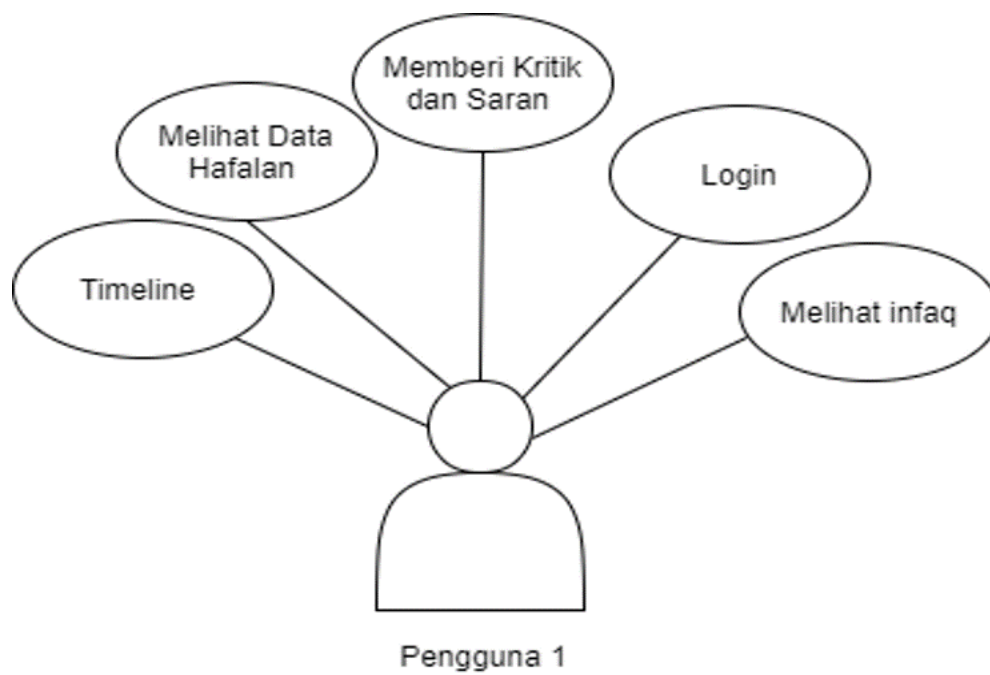 Memberi Kritik
dan Saran
Melihat Data
Hafalan
Login
Timeline
Melihat infaq
Pengguna 1